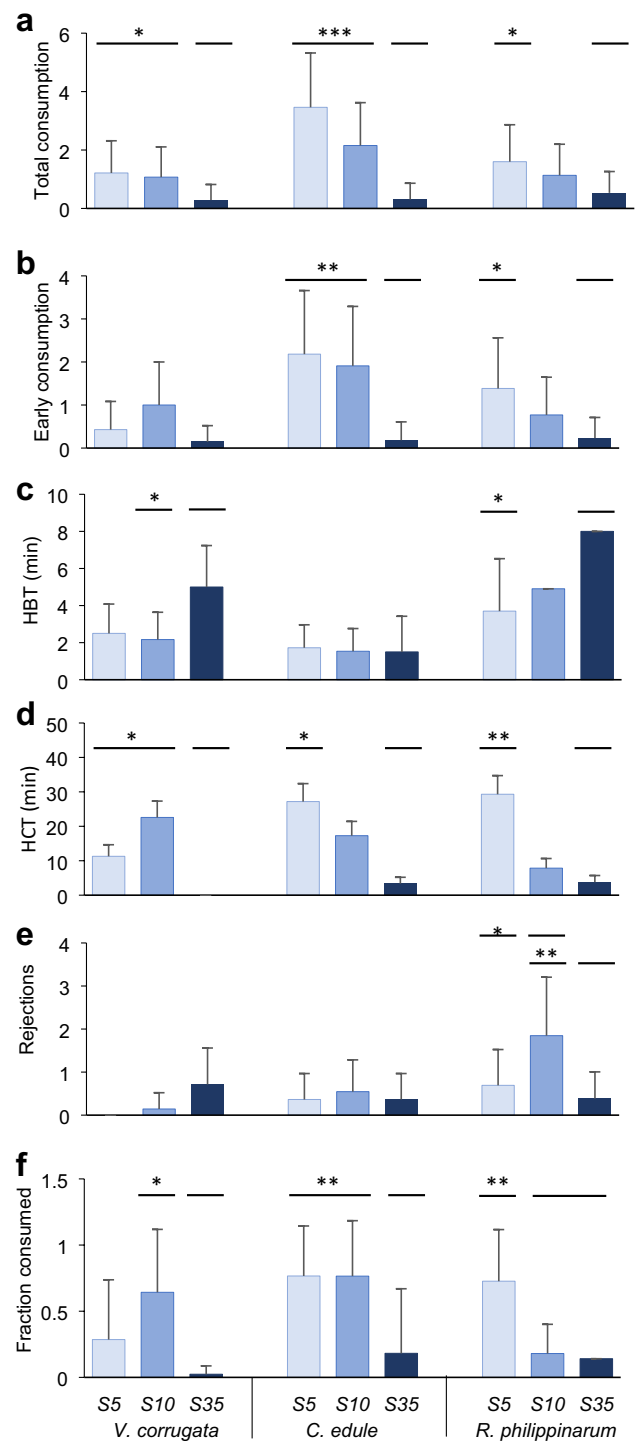 a
* *** *
Total consumption
6
4
2
0
b
** *
Early consumption
4
3
2
1
0
c
* *
HBT (min)
10
8
6
4
2
0
d
* * **
HCT (min)
50
40
30
20
10
0
e
*
**
Rejections
4
3
2
1
0
f
* ** **
Fraction consumed
1.5
1
0.5
0
S5 S10 S35 S5 S10 S35 S5 S10 S35
V. corrugata C. edule R. philippinarum